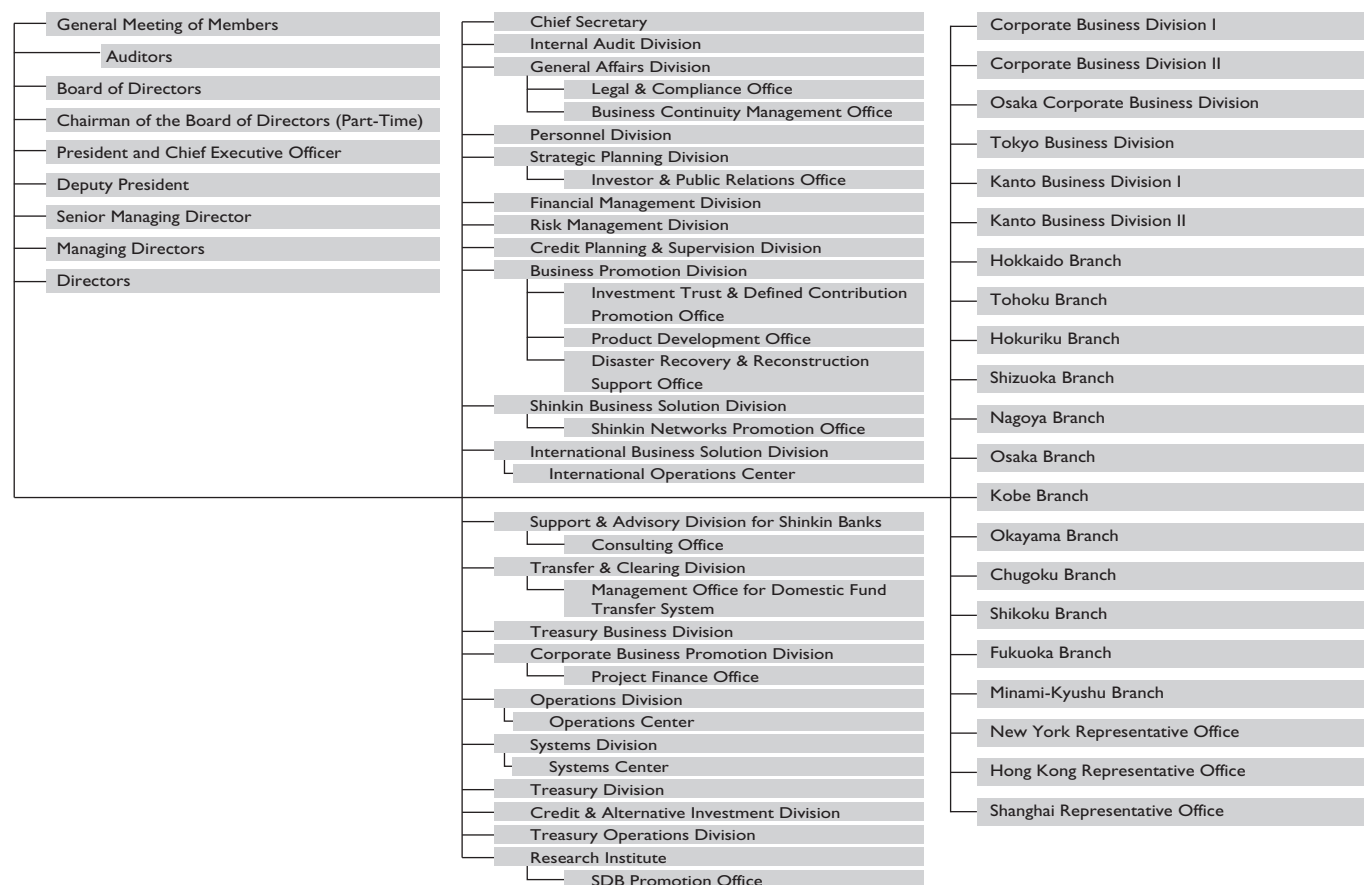 General Meeting of Members
Auditors
Board of Directors
Chairman of the Board of Directors (Part-Time)
President and Chief Executive Officer
Deputy President
Senior Managing Director
Managing Directors
Directors
Chief Secretary
Internal Audit Division
General Affairs Division
Legal & Compliance Office
Business Continuity Management Office
Personnel Division
Strategic Planning Division
Investor & Public Relations Office
Financial Management Division
Risk Management Division
Credit Planning & Supervision Division
Business Promotion Division
Investment Trust & Defined Contribution
Promotion Office
Product Development Office
Disaster Recovery & Reconstruction
Support Office
Shinkin Business Solution Division
Shinkin Networks Promotion Office
International Business Solution Division
International Operations Center
Support & Advisory Division for Shinkin Banks
Consulting Office
Transfer & Clearing Division
Management Office for Domestic Fund
Transfer System
Treasury Business Division
Corporate Business Promotion Division
Project Finance Office
Operations Division
Operations Center
Systems Division
Systems Center
Treasury Division
Credit & Alternative Investment Division
Treasury Operations Division
Research Institute
SDB Promotion Office
Corporate Business Division I
Corporate Business Division II
Osaka Corporate Business Division
Tokyo Business Division
Kanto Business Division I
Kanto Business Division II
Hokkaido Branch
Tohoku Branch
Hokuriku Branch
Shizuoka Branch
Nagoya Branch
Osaka Branch
Kobe Branch
Okayama Branch
Chugoku Branch
Shikoku Branch
Fukuoka Branch
Minami-Kyushu Branch
New York Representative Office
Hong Kong Representative Office
Shanghai Representative Office